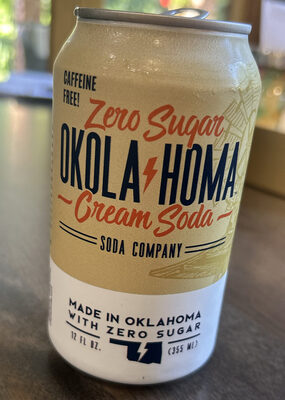 CAFFEINE
FREE!
Zero Sugar
OKOLA HOMA
Cream Soda
SODA COMPANY
MADE IN OKLAHOMA
WITH ZERO SUGAR
12 FL OZ. (355 ML)